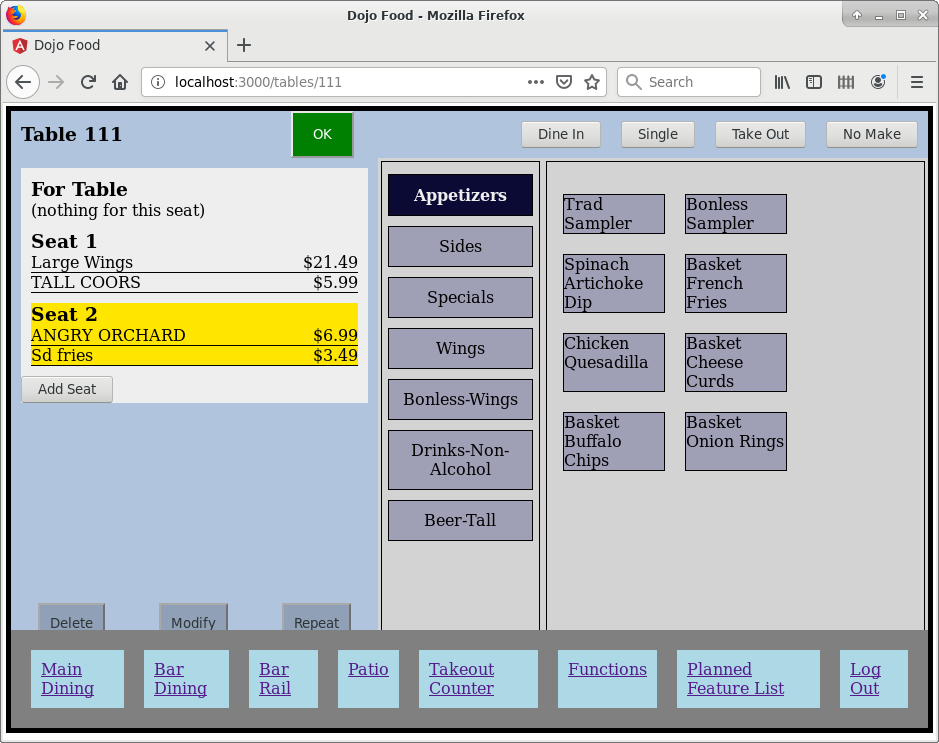 Dojo Food - Mozilla Firefox
Dojo Food
localhost:3000/tables/111
Search
Table 111
OK
Dine In
Single
Take Out
No Make
For Table
(nothing for this seat)
Seat 1
Large Wings $21.49
TALL COORS $5.99
Seat 2
ANGRY ORCHARD $6.99
Sd fries $3.49
Add Seat
Delete
Modify
Repeat
Appetizers
Sides
Specials
Wings
Bonless-Wings
Drinks-Non-
Alcohol
Beer-Tall
Trad
Sampler
Bonless
Sampler
Spinach
Artichoke
Dip
Basket
French
Fries
Chicken
Quesadilla
Basket
Cheese
Curds
Basket
Buffalo
Chips
Basket
Onion Rings
Main
Dining
Bar
Dining
Bar
Rail
Patio
Takeout
Counter
Functions
Planned
Feature List
Log
Out